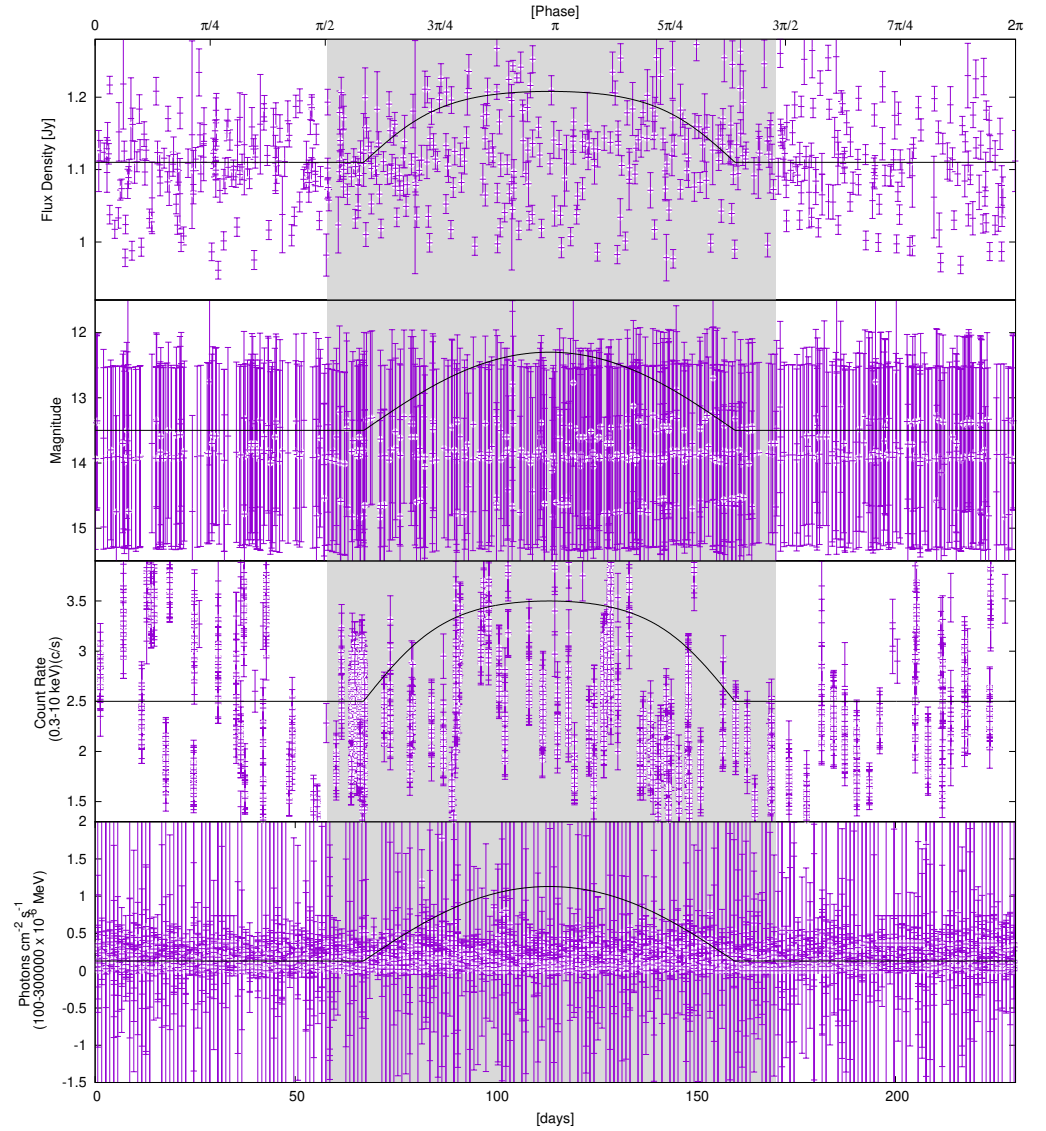 [Phase]
0 π/4 π/2 3π/4 π 5π/4 3π/2 7π/4 2π
Flux Density [Jy]
1.2
1.1
1
Magnitude
12
13
14
15
Count Rate
(0.3-10 keV)(c/s)
3.5
3
2.5
2
1.5
2
Photons cm-2 s-1
(100-300000 x 10-6 MeV)
1.5
1
0.5
0
-0.5
-1
-1.5
0 50 100 150 200
[days]